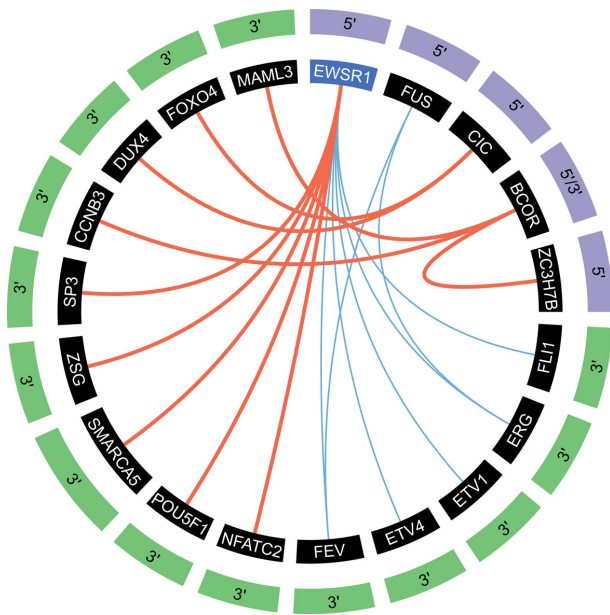 5'
5'
5'
5'/3'
5'
3'
3'
3'
3'
3'
3'
3'
3'
3'
3'
3'
3'
3'
3'
EWSR1
FUS
CIC
BCOR
ZC3H7B
FLI1
ERG
ETV1
ETV4
FEV
NFATC2
POU5F1
SMARCA5
ZSG
SP3
CCNB3
DUX4
FOXO4
MAML3